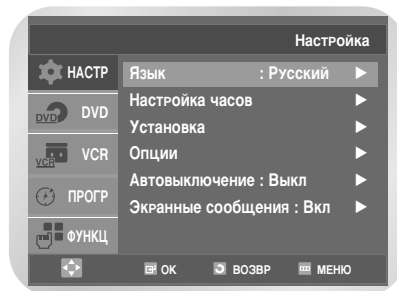 Настройка
НАСТР
Язык : Русский ►
DVD DVD
Настройка часов ►
Установка ►
VCR VCR
Опции ►
Автовыключение : Выкл ►
ПРОГР
Экранные сообщения : Вкл ►
ФУНКЦ
ОК ВОЗВР МЕНЮ